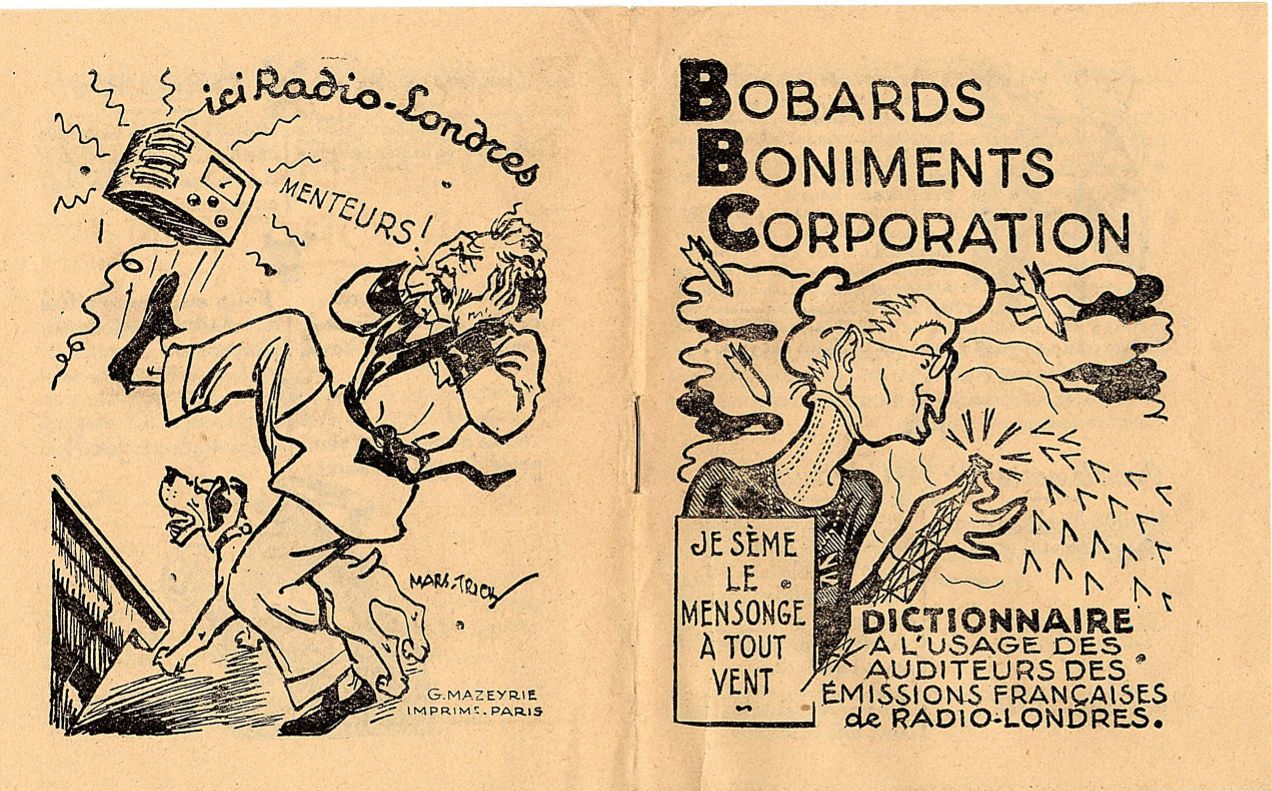 ici Radio-Londres
MENTEURS!
MARS-TRICK
G. MAZEYRIE
IMPRIMR-PARIS
BOBARDS
BONIMENTS
CORPORATION
JE SÈME
LE
MENSONGE
À TOUT
VENT
DICTIONNAIRE
A L'USAGE DES
AUDITEURS DES
ÉMISSIONS FRANÇAISES
de RADIO-LONDRES.